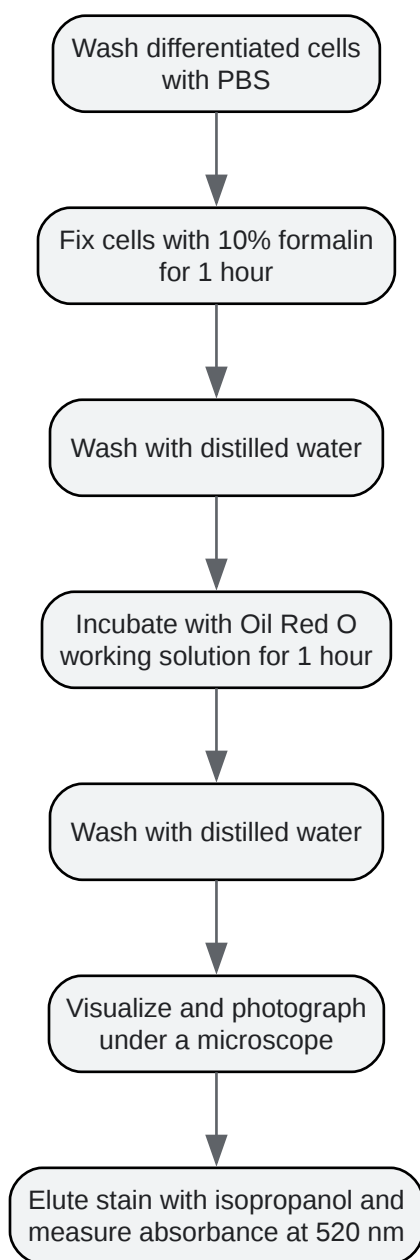 Wash differentiated cells
with PBS
Fix cells with 10% formalin
for 1 hour
Wash with distilled water
Incubate with Oil Red O
working solution for 1 hour
Wash with distilled water
Visualize and photograph
under a microscope
Elute stain with isopropanol and
measure absorbance at 520 nm